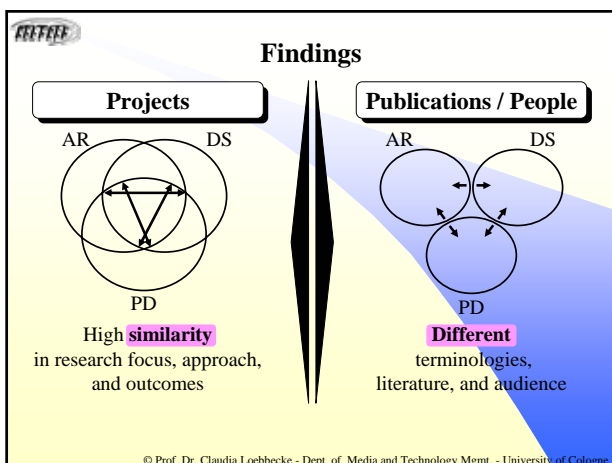 Findings
Projects
AR
DS
PD
High similarity
in research focus, approach,
and outcomes
Publications / People
AR
DS
PD
Different
terminologies,
literature, and audience
© Prof. Dr. Claudia Loebbecke - Dept. of Media and Technology Mgmt. - University of Cologne